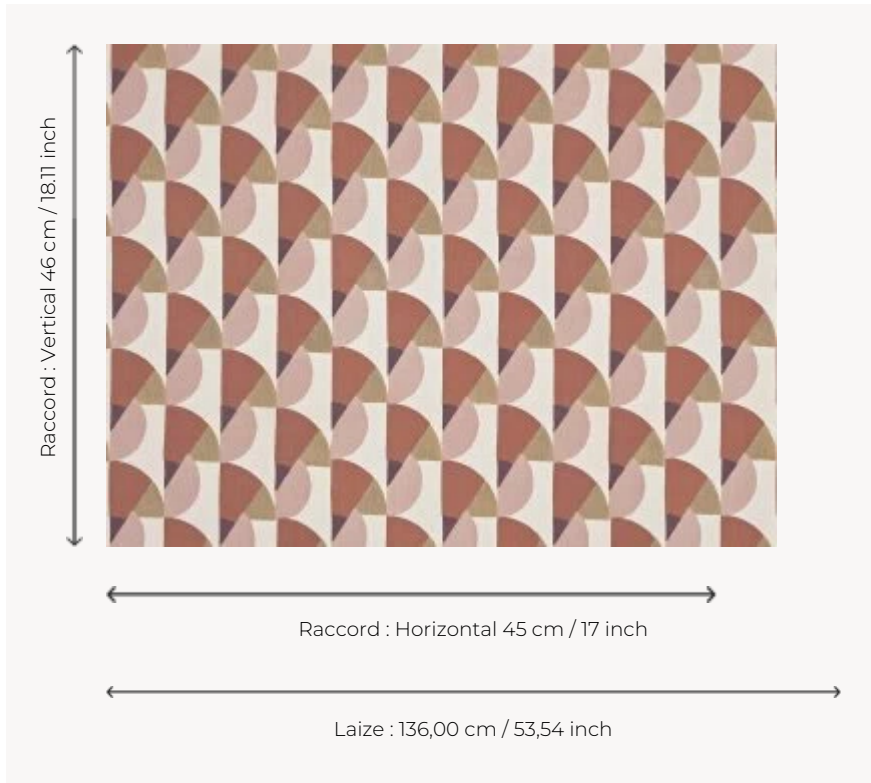 Raccord : Vertical 46 cm / 18.11 inch
Raccord : Horizontal 45 cm / 17 inch
Laize : 136,00 cm / 53,54 inch